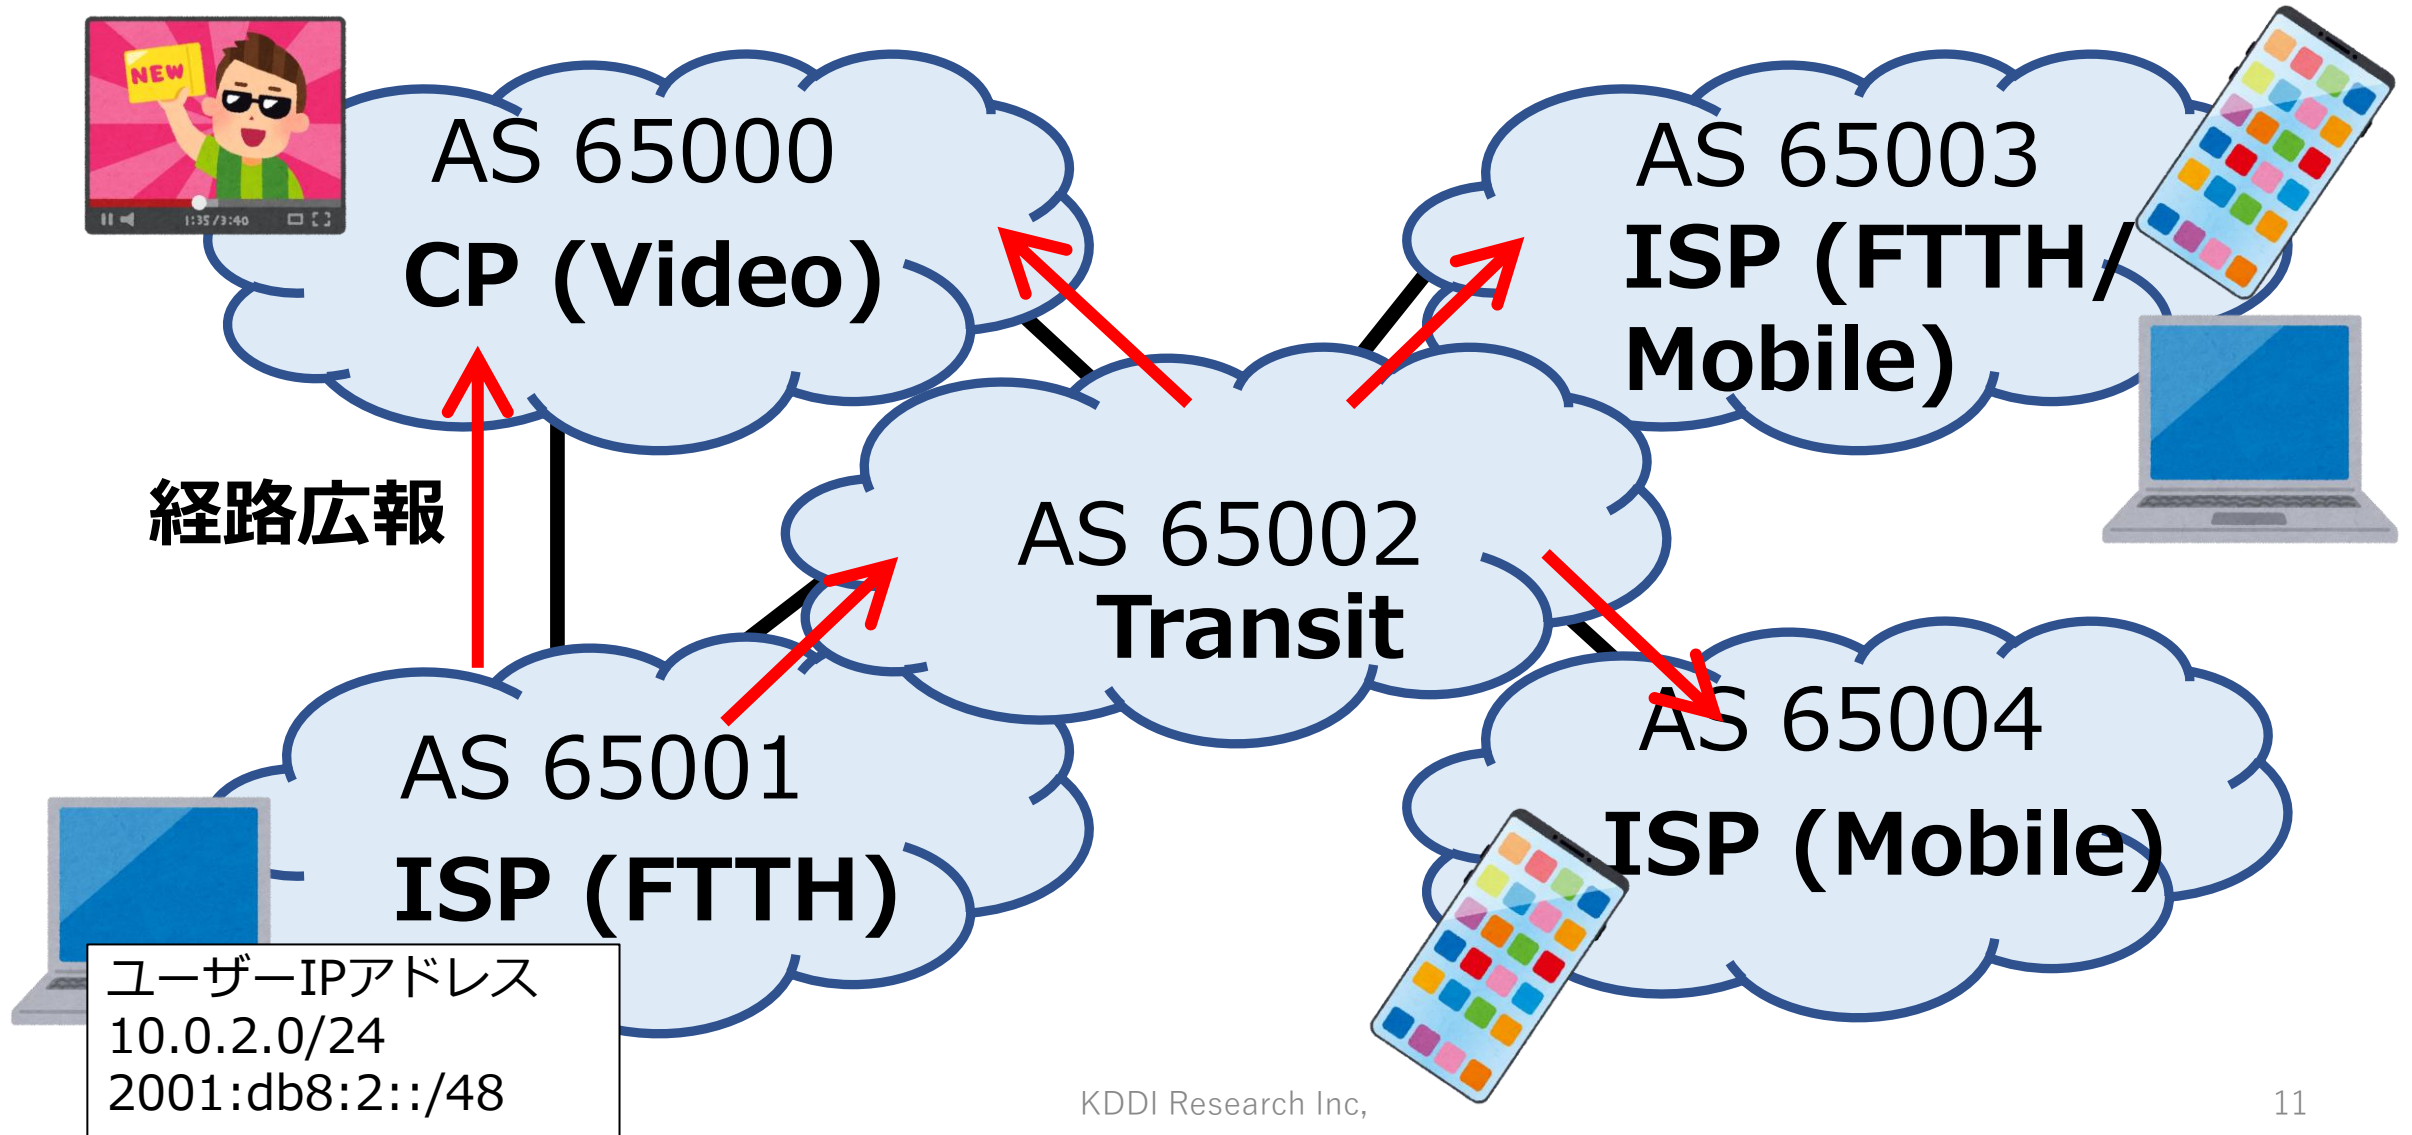 NEW
1:35/3:40
AS 65000
CP (Video)
AS 65003
ISP (FTTH/
Mobile)
経路広報
AS 65002
Transit
AS 65001
ISP (FTTH)
AS 65004
ISP (Mobile)
ユーザーIPアドレス
10.0.2.0/24
2001:db8:2::/48
KDDI Research Inc,
11